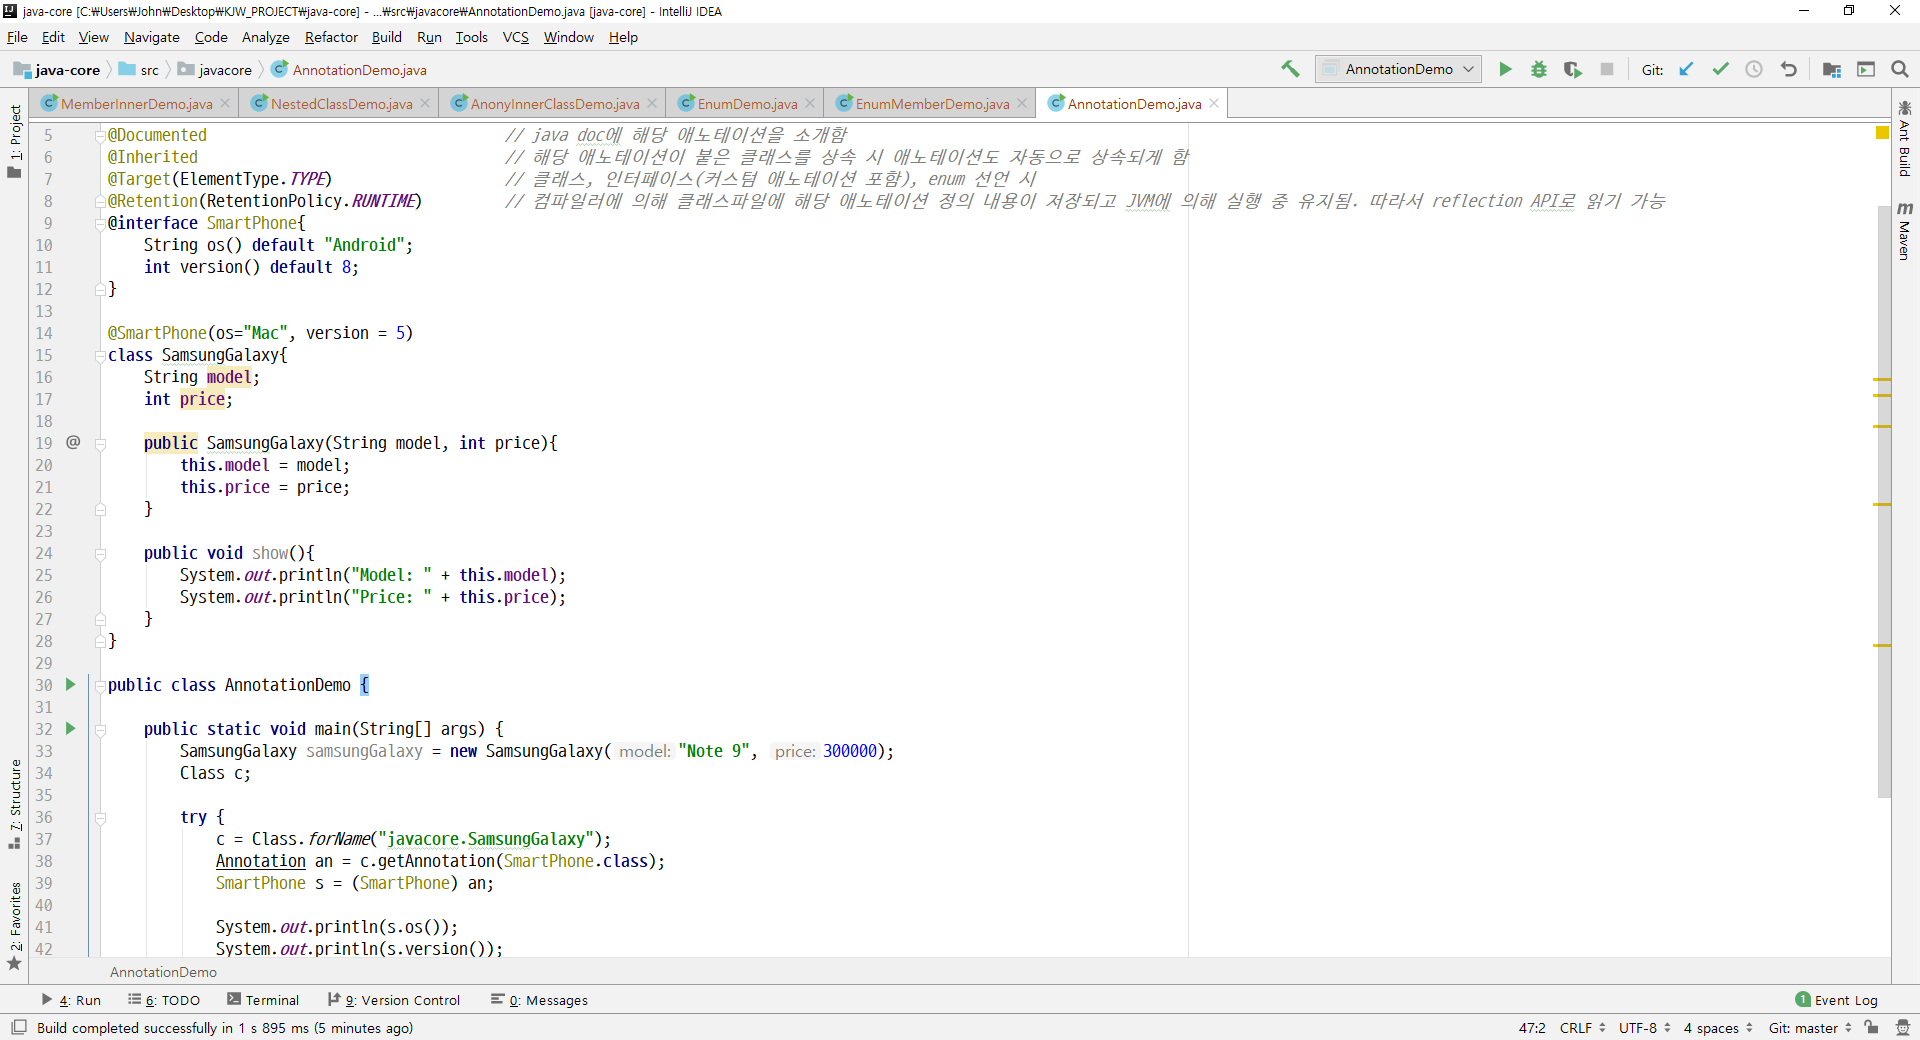 java-core [C:₩Users₩John₩Desktop₩KJW_PROJECT₩java-core] - ...₩src₩javacore₩AnnotationDemo.java [java-core] - IntelliJ IDEA
File Edit View Navigate Code Analyze Refactor Build Run Tools VCS Window Help
java-core src javacore AnnotationDemo.java AnnotationDemo Git:
MemberInnerDemo.java NestedClassDemo.java AnonyInnerClassDemo.java EnumDemo.java EnumMemberDemo.java AnnotationDemo.java
1: Project
7: Structure
2: Favorites
Ant Build
m Maven
5 @Documented // java doc에 해당 애노테이션을 소개함
6 @Inherited // 해당 애노테이션이 붙은 클래스를 상속 시 애노테이션도 자동으로 상속되게 함
7 @Target(ElementType.TYPE) // 클래스, 인터페이스(커스텀 애노테이션 포함), enum 선언 시
8 @Retention(RetentionPolicy.RUNTIME) // 컴파일러에 의해 클래스파일에 해당 애노테이션 정의 내용이 저장되고 JVM에 의해 실행 중 유지됨. 따라서 reflection API로 읽기 가능
9 @interface SmartPhone{
10 String os() default "Android";
11 int version() default 8;
12 }
13
14 @SmartPhone(os="Mac", version = 5)
15 class SamsungGalaxy{
16 String model;
17 int price;
18
19 @ public SamsungGalaxy(String model, int price){
20 this.model = model;
21 this.price = price;
22 }
23
24 public void show(){
25 System.out.println("Model: " + this.model);
26 System.out.println("Price: " + this.price);
27 }
28 }
29
30 public class AnnotationDemo {
31
32 public static void main(String[] args) {
33 SamsungGalaxy samsungGalaxy = new SamsungGalaxy( model: "Note 9", price: 300000);
34 Class c;
35
36 try {
37 c = Class.forName("javacore.SamsungGalaxy");
38 Annotation an = c.getAnnotation(SmartPhone.class);
39 SmartPhone s = (SmartPhone) an;
40
41 System.out.println(s.os());
42 System.out.println(s.version());
AnnotationDemo
4: Run 6: TODO Terminal 9: Version Control 0: Messages 1 Event Log
Build completed successfully in 1 s 895 ms (5 minutes ago) 47:2 CRLF UTF-8 4 spaces Git: master